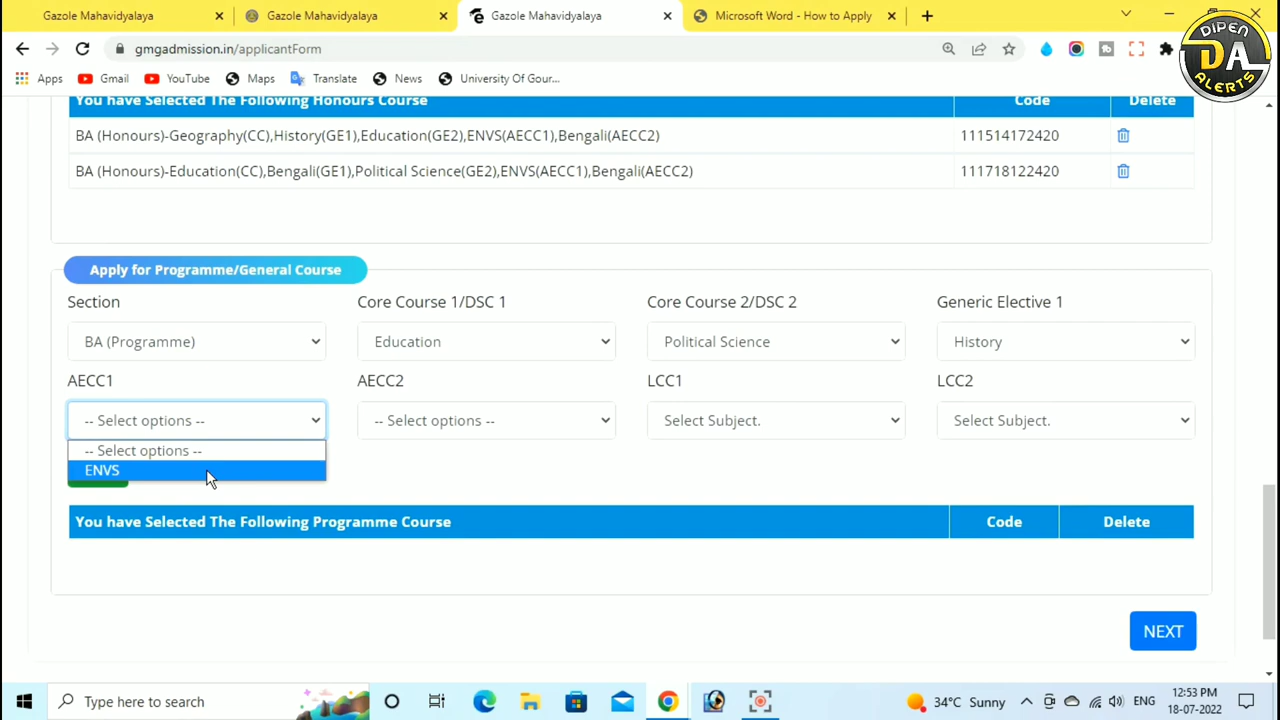 Gazole Mahavidyalaya
Gazole Mahavidyalaya
Gazole Mahavidyalaya
Microsoft Word - How to Apply
gmgadmission.in/applicantForm
DIPEN
DA
ALERTS
Apps
Gmail
YouTube
Maps
Translate
News
University Of Gour...
You have Selected The Following Honours Course Code Delete
BA (Honours)-Geography(CC),History(GE1),Education(GE2),ENVS(AECC1),Bengali(AECC2) 111514172420
BA (Honours)-Education(CC),Bengali(GE1),Political Science(GE2),ENVS(AECC1),Bengali(AECC2) 111718122420
Apply for Programme/General Course
Section Core Course 1/DSC 1 Core Course 2/DSC 2 Generic Elective 1
BA (Programme) Education Political Science History
AECC1 AECC2 LCC1 LCC2
-- Select options -- -- Select options -- Select Subject. Select Subject.
-- Select options --
ENVS
You have Selected The Following Programme Course Code Delete
NEXT
Type here to search
34°C Sunny
ENG
12:53 PM
18-07-2022